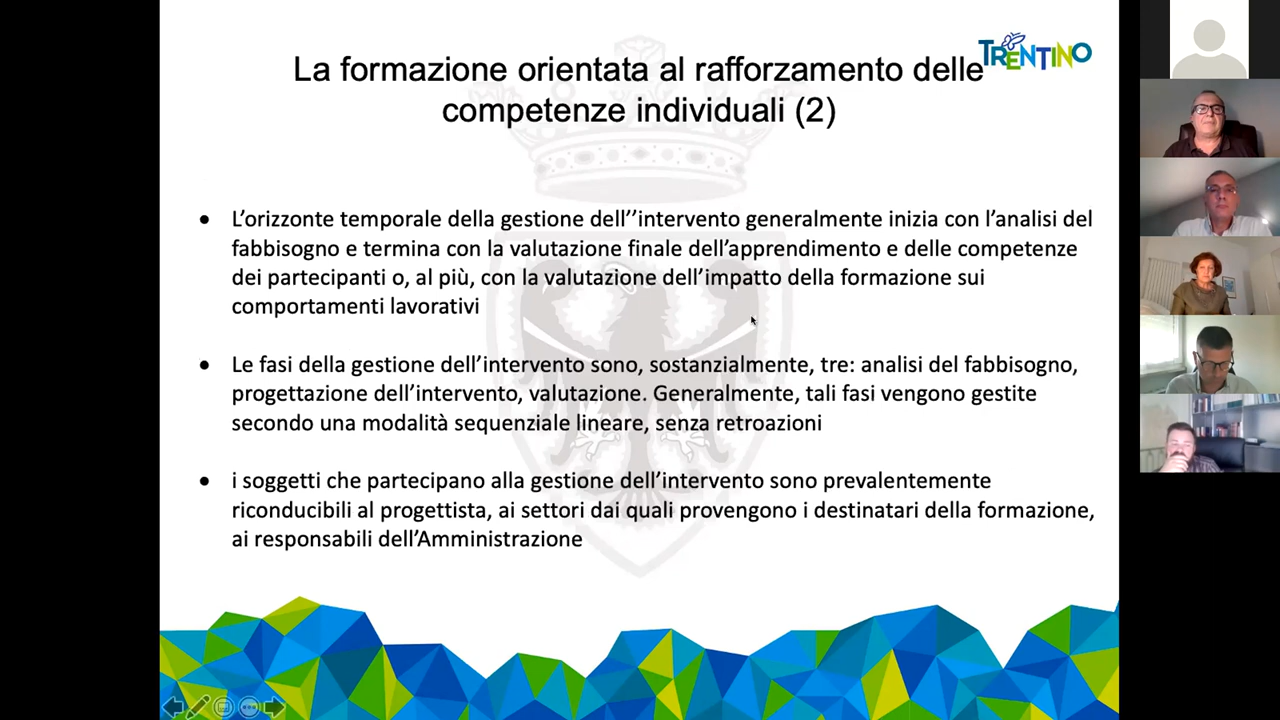 TRENTINO
La formazione orientata al rafforzamento delle
competenze individuali (2)
• L’orizzonte temporale della gestione dell’’intervento generalmente inizia con l’analisi del
fabbisogno e termina con la valutazione finale dell’apprendimento e delle competenze
dei partecipanti o, al più, con la valutazione dell’impatto della formazione sui
comportamenti lavorativi
• Le fasi della gestione dell’intervento sono, sostanzialmente, tre: analisi del fabbisogno,
progettazione dell’intervento, valutazione. Generalmente, tali fasi vengono gestite
secondo una modalità sequenziale lineare, senza retroazioni
• i soggetti che partecipano alla gestione dell’intervento sono prevalentemente
riconducibili al progettista, ai settori dai quali provengono i destinatari della formazione,
ai responsabili dell’Amministrazione